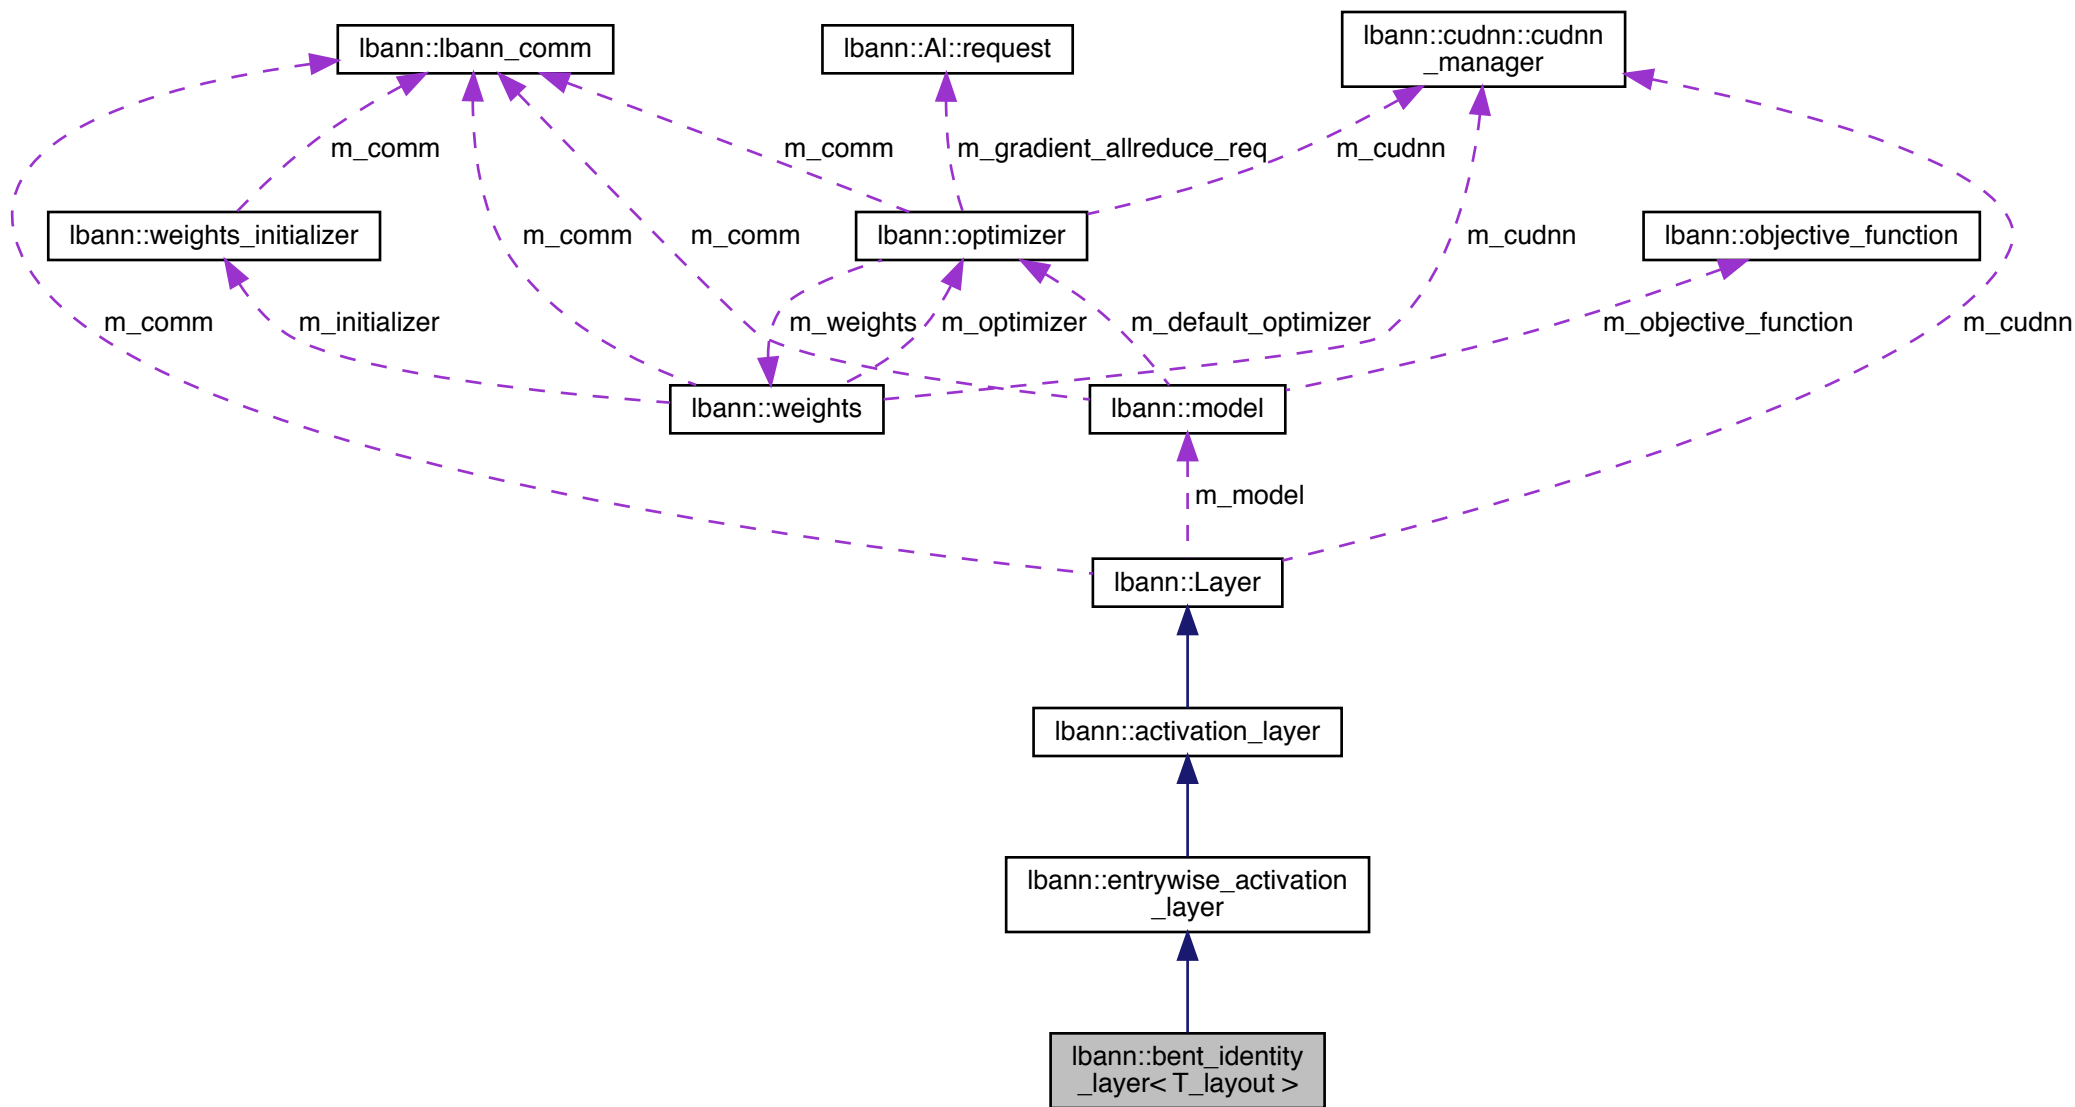 lbann::lbann_comm
lbann::Al::request
lbann::cudnn::cudnn
_manager
m_comm
m_comm
m_gradient_allreduce_req
m_cudnn
lbann::weights_initializer
m_comm
m_comm
lbann::optimizer
m_cudnn
lbann::objective_function
m_comm
m_initializer
m_weights
m_optimizer
m_default_optimizer
m_objective_function
m_cudnn
lbann::weights
lbann::model
m_model
lbann::Layer
lbann::activation_layer
lbann::entrywise_activation
_layer
lbann::bent_identity
_layer< T_layout >